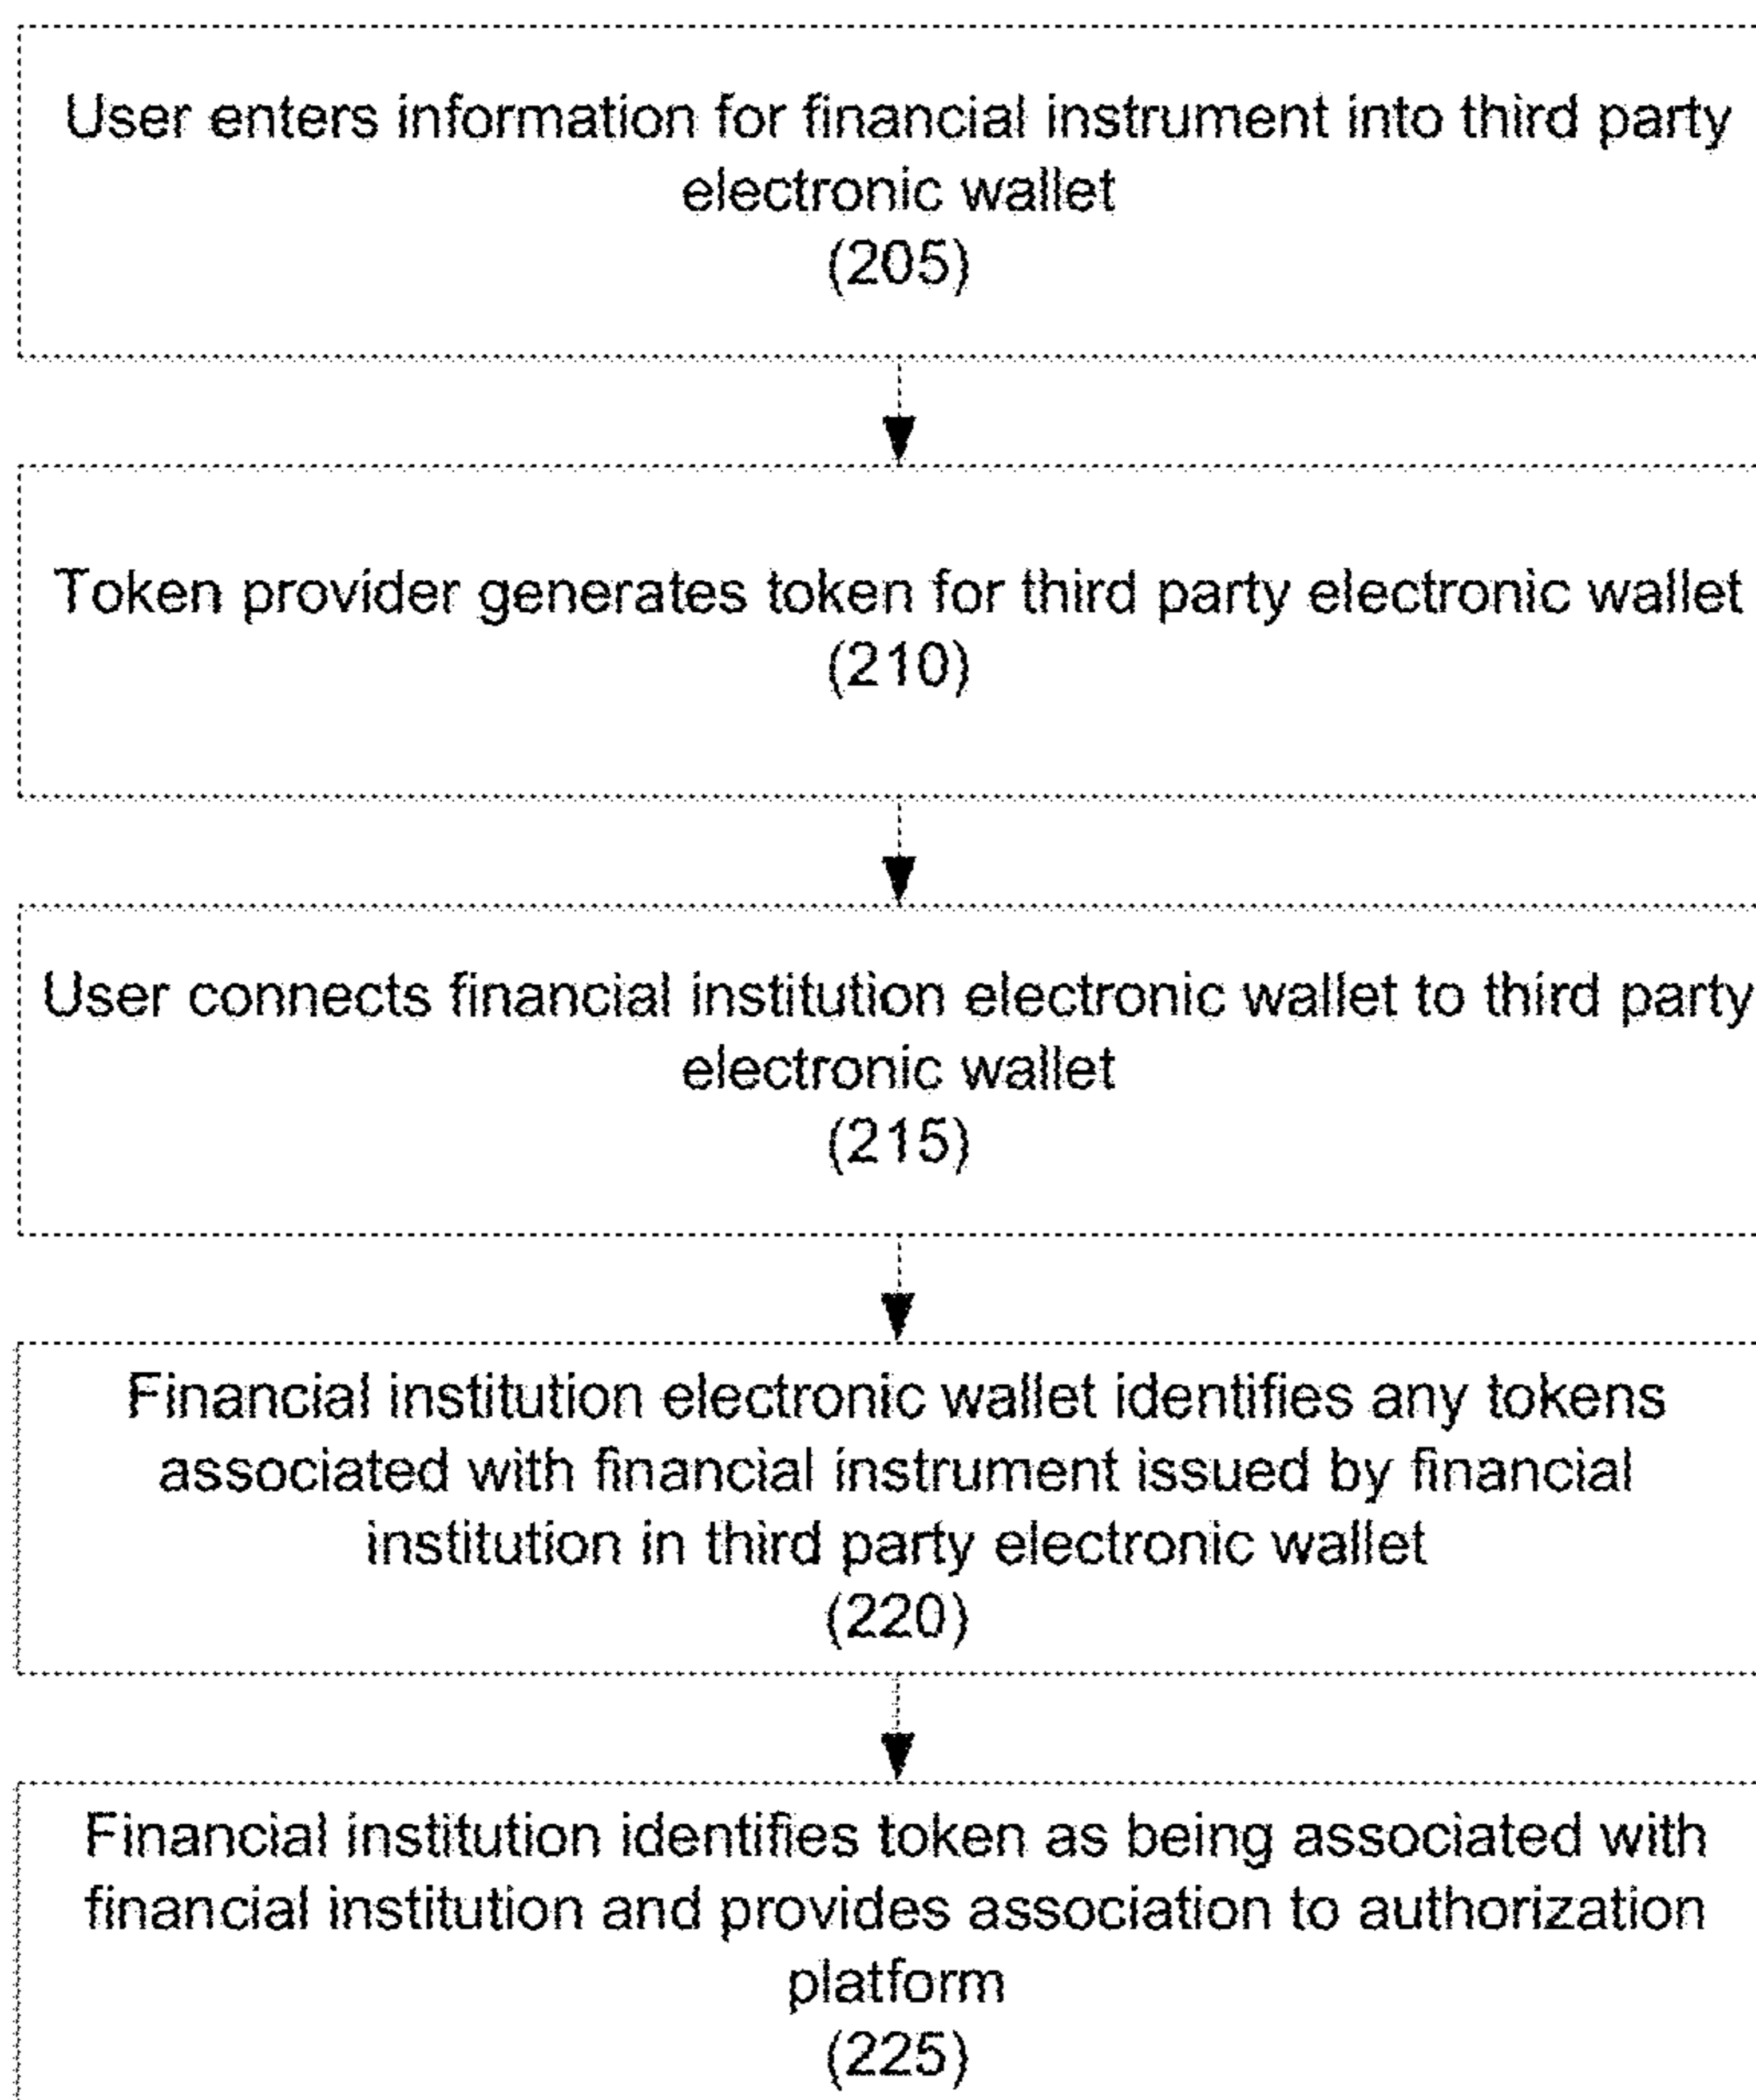 User enters information for financial instrument into third party
electronic wallet
(205)
Token provider generates token for third party electronic wallet
(210)
User connects financial institution electronic wallet to third party
electronic wallet
(215)
Financial institution electronic wallet identifies any tokens
associated with financial instrument issued by financial
institution in third party electronic wallet
(220)
Financial institution identifies token as being associated with
financial institution and provides association to authorization
platform
(225)